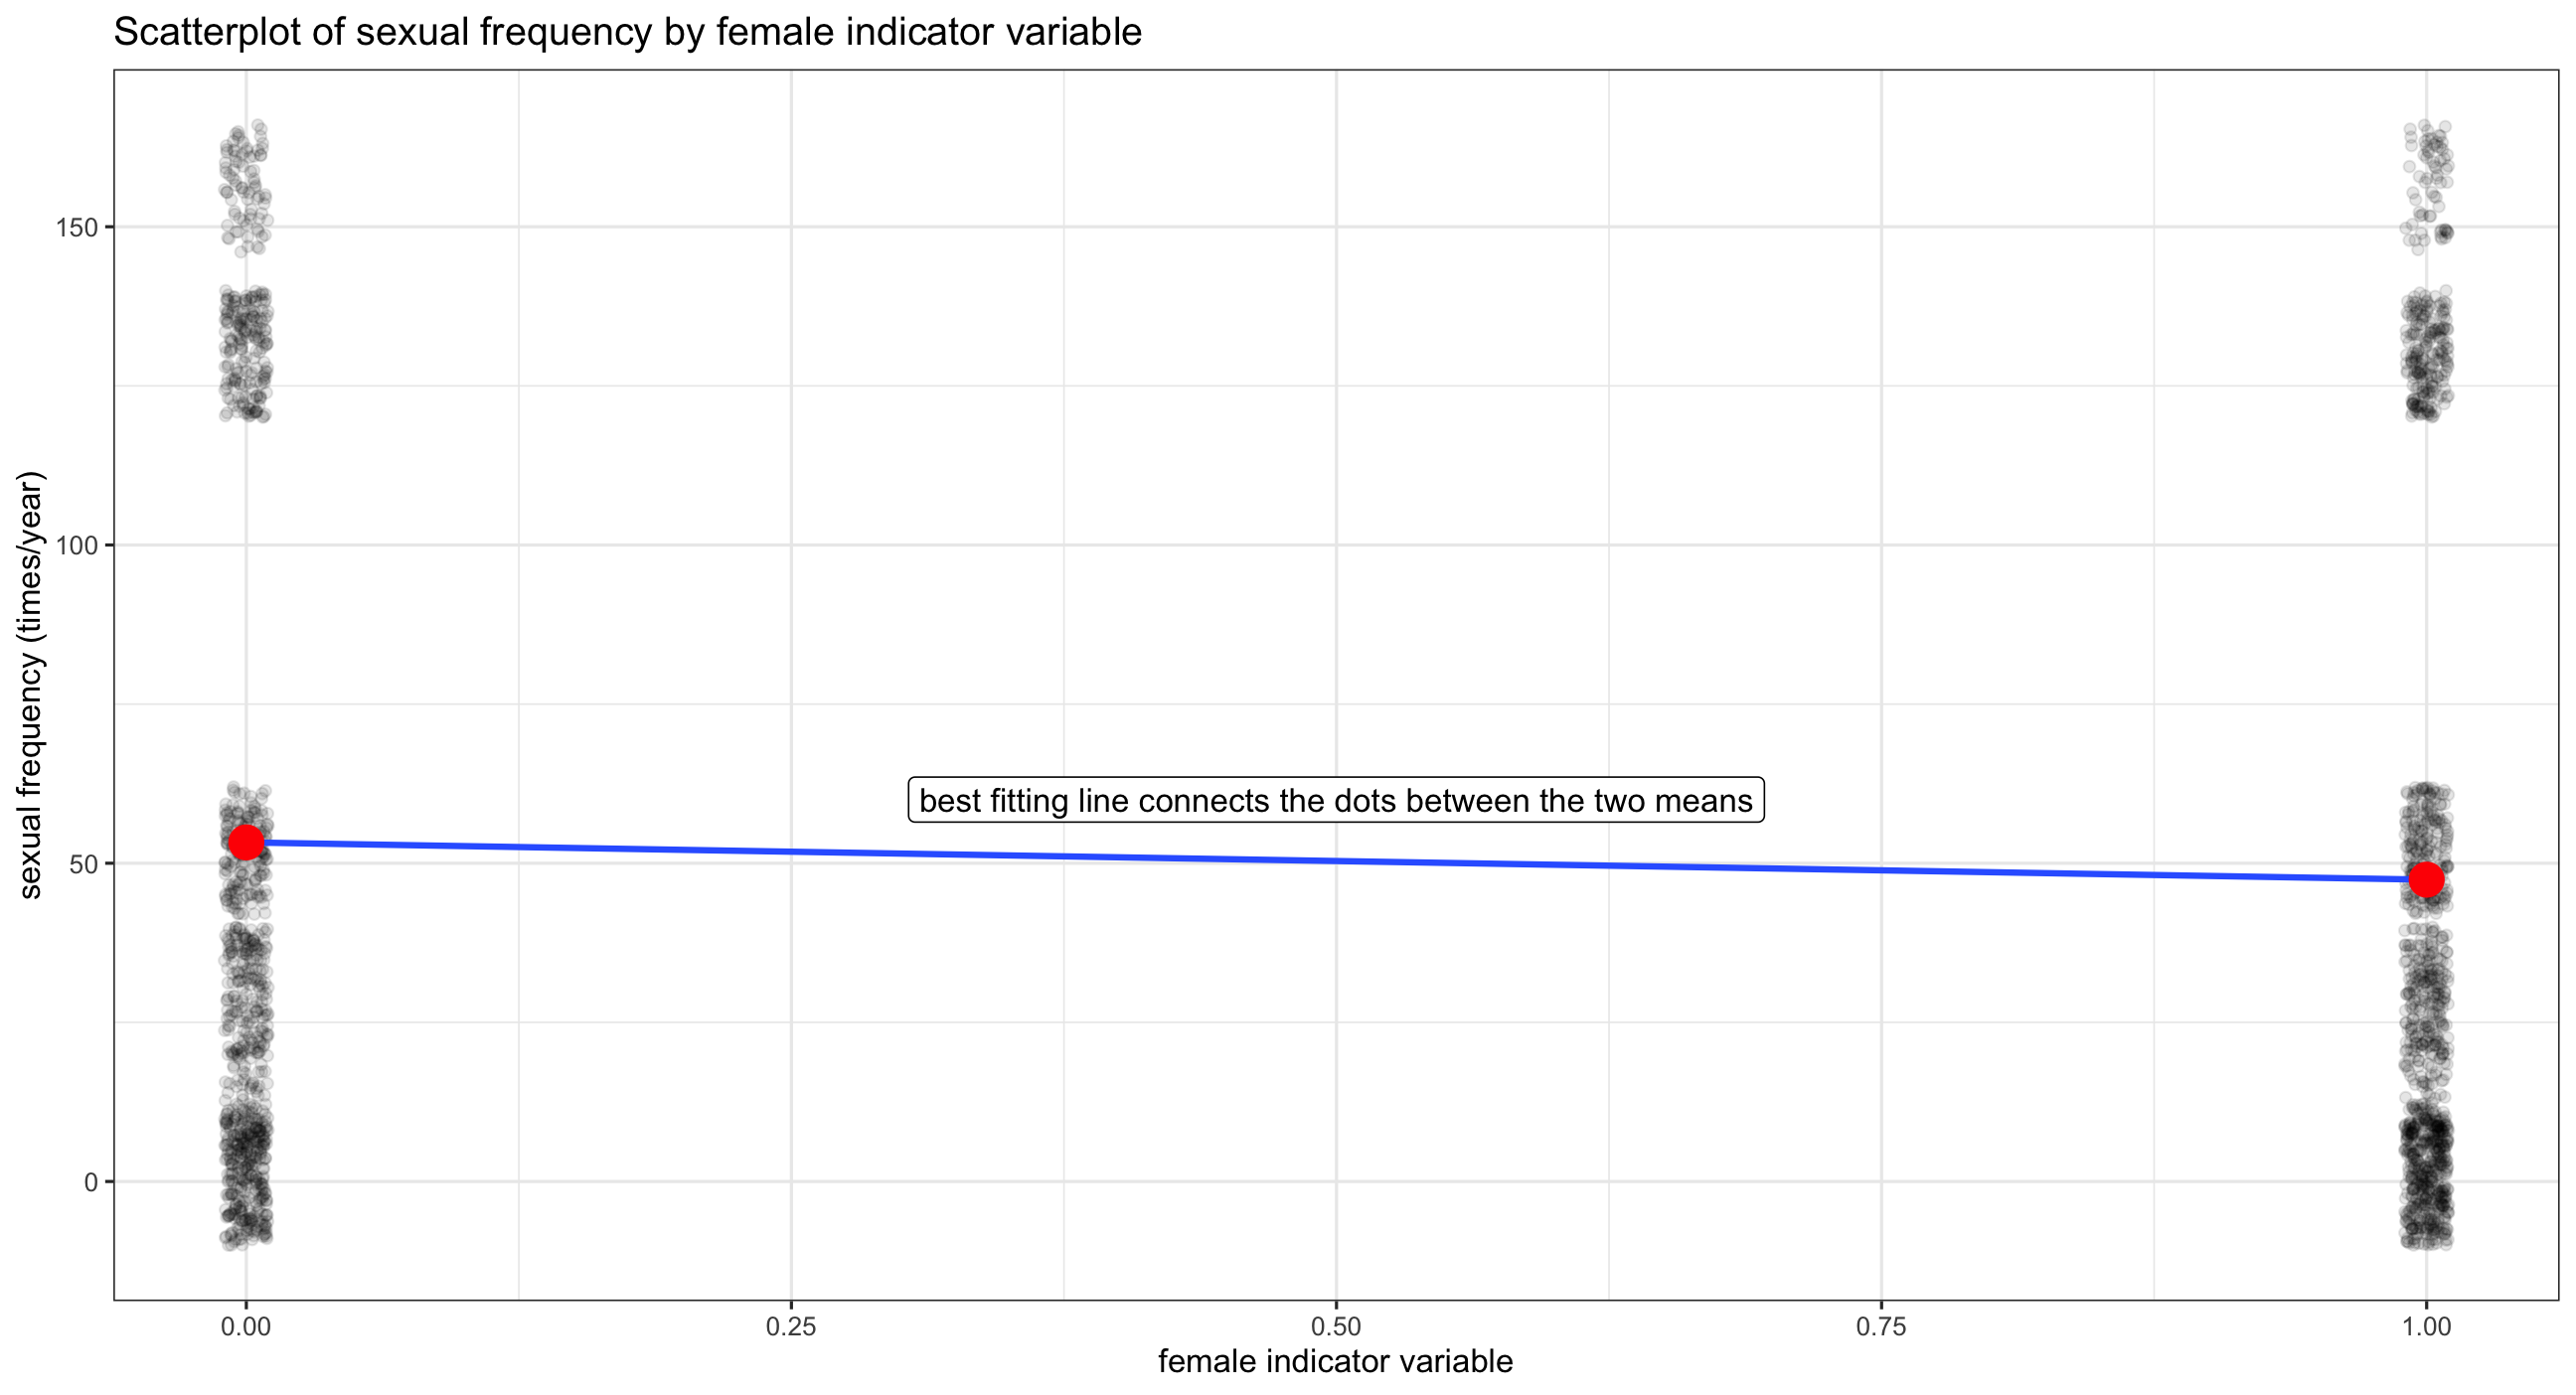 Scatterplot of sexual frequency by female indicator variable
150
100
50
0
sexual frequency (times/year)
best fitting line connects the dots between the two means
0.00 0.25 0.50 0.75 1.00
female indicator variable